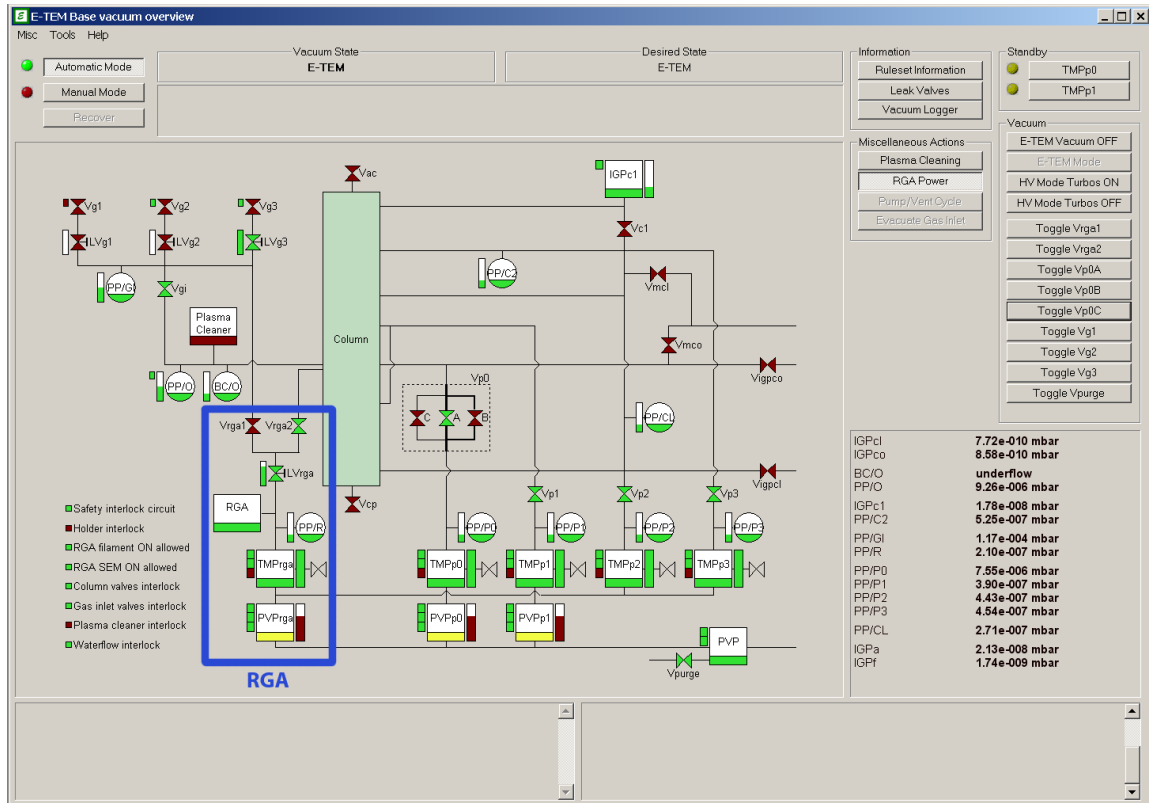 E-TEM Base vacuum overview
Misc Tools Help
Automatic Mode
Manual Mode
Recover
Vacuum State
E-TEM
Desired State
E-TEM
Information
Ruleset Information
Leak Valves
Vacuum Logger
Standby
TMPp0
TMPp1
Miscellaneous Actions
Plasma Cleaning
RGA Power
Pump/Vent Cycle
Evacuate Gas Inlet
Vacuum
E-TEM Vacuum OFF
E-TEM Mode
HV Mode Turbos ON
HV Mode Turbos OFF
Toggle Vrga1
Toggle Vrga2
Toggle Vp0A
Toggle Vp0B
Toggle Vp0C
Toggle Vg1
Toggle Vg2
Toggle Vg3
Toggle Vpurge
Vac
IGPc1
Vg1 Vg2 Vg3
Vc1
ILVg1 ILVg2 ILVg3
PP/GI
Vgi
PP/C2
Vmcl
Plasma
Cleaner
Column
Vmco
PP/O
BC/O
Vp0
Vigpco
C A B
PP/CL
Vrga1 Vrga2
ILVrga
Vigpcl
Vcp
Vp1 Vp2 Vp3
RGA
PP/R PP/P0 PP/P1 PP/P2 PP/P3
TMPrga TMPp0 TMPp1 TMPp2 TMPp3
PVPrga PVPp0 PVPp1
PVP
Vpurge
RGA
Safety interlock circuit
Holder interlock
RGA filament ON allowed
RGA SEM ON allowed
Column valves interlock
Gas inlet valves interlock
Plasma cleaner interlock
Waterflow interlock
IGPcl 7.72e-010 mbar
IGPco 8.58e-010 mbar
BC/O underflow
PP/O 9.26e-006 mbar
IGPc1 1.78e-008 mbar
PP/C2 5.25e-007 mbar
PP/GI 1.17e-004 mbar
PP/R 2.10e-007 mbar
PP/P0 7.55e-006 mbar
PP/P1 3.90e-007 mbar
PP/P2 4.43e-007 mbar
PP/P3 4.54e-007 mbar
PP/CL 2.71e-007 mbar
IGPa 2.13e-008 mbar
IGPf 1.74e-009 mbar